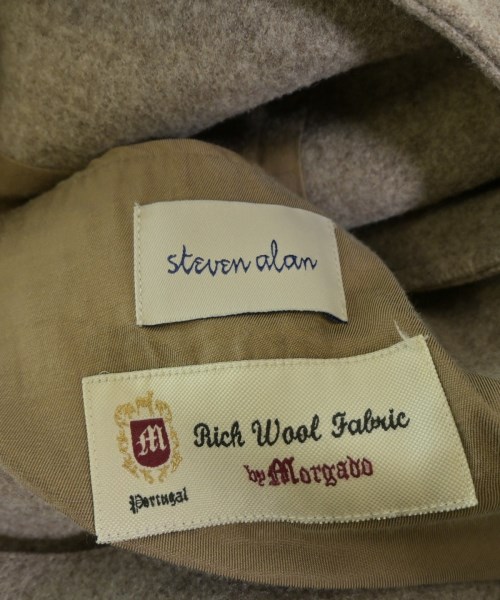 steven alan
M
Rich Wool Fabric
by Morgado
Portugal